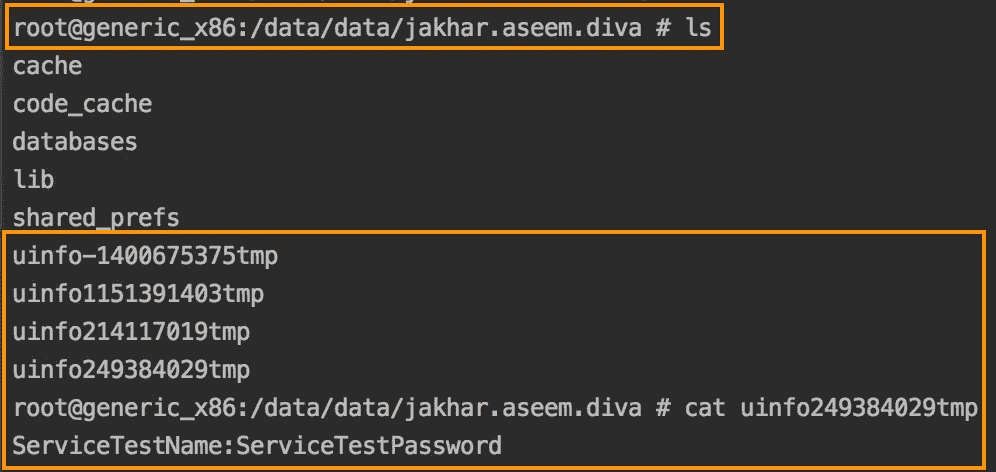 root@generic_x86:/data/data/jakhar.aseem.diva # ls
cache
code_cache
databases
lib
shared_prefs
uinfo-1400675375tmp
uinfo1151391403tmp
uinfo214117019tmp
uinfo249384029tmp
root@generic_x86:/data/data/jakhar.aseem.diva # cat uinfo249384029tmp
ServiceTestName:ServiceTestPassword